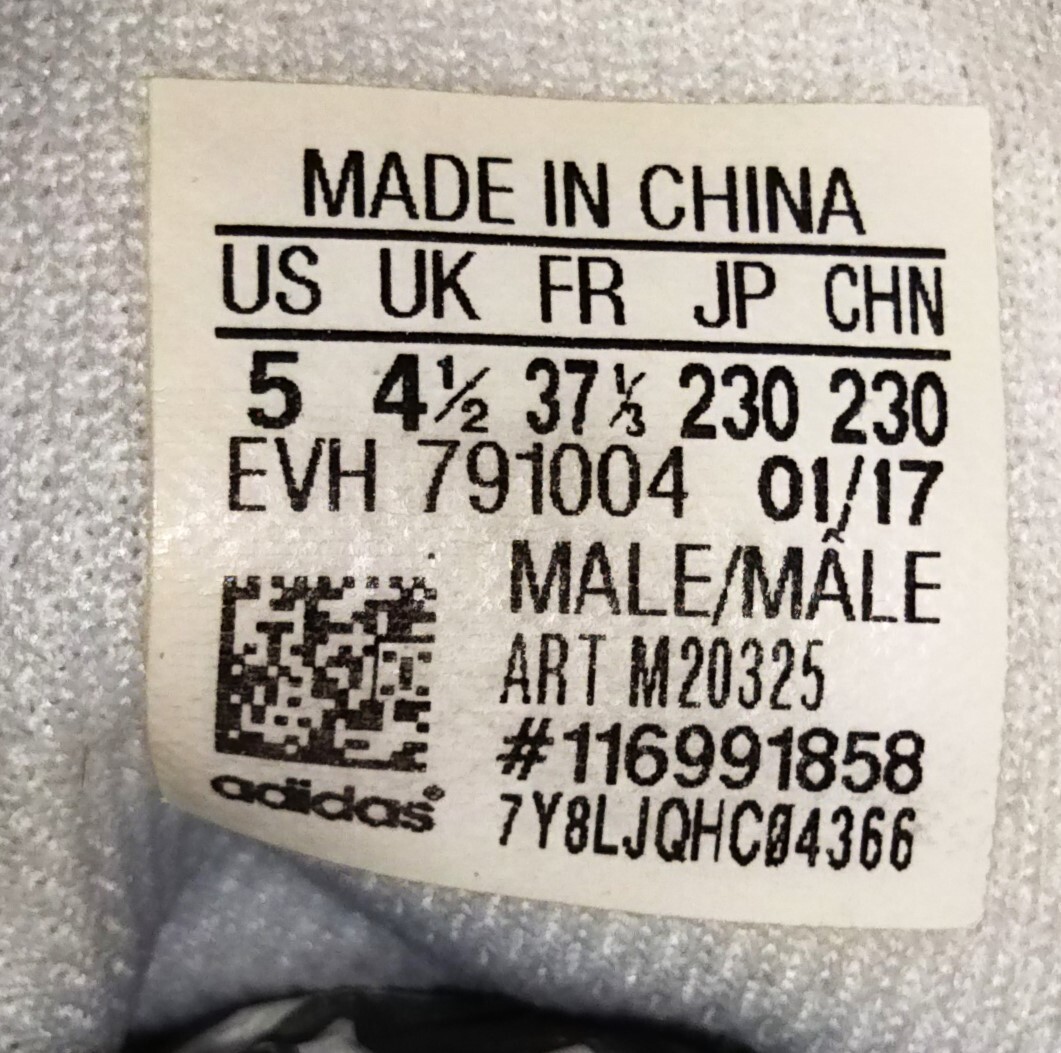 MADE IN CHINA
US UK FR JP CHN
5 4½ 37⅓ 230 230
EVH 791004 01/17
MALE/MÂLE
ART M20325
#116991858
7Y8LJQHC04366
adidas®